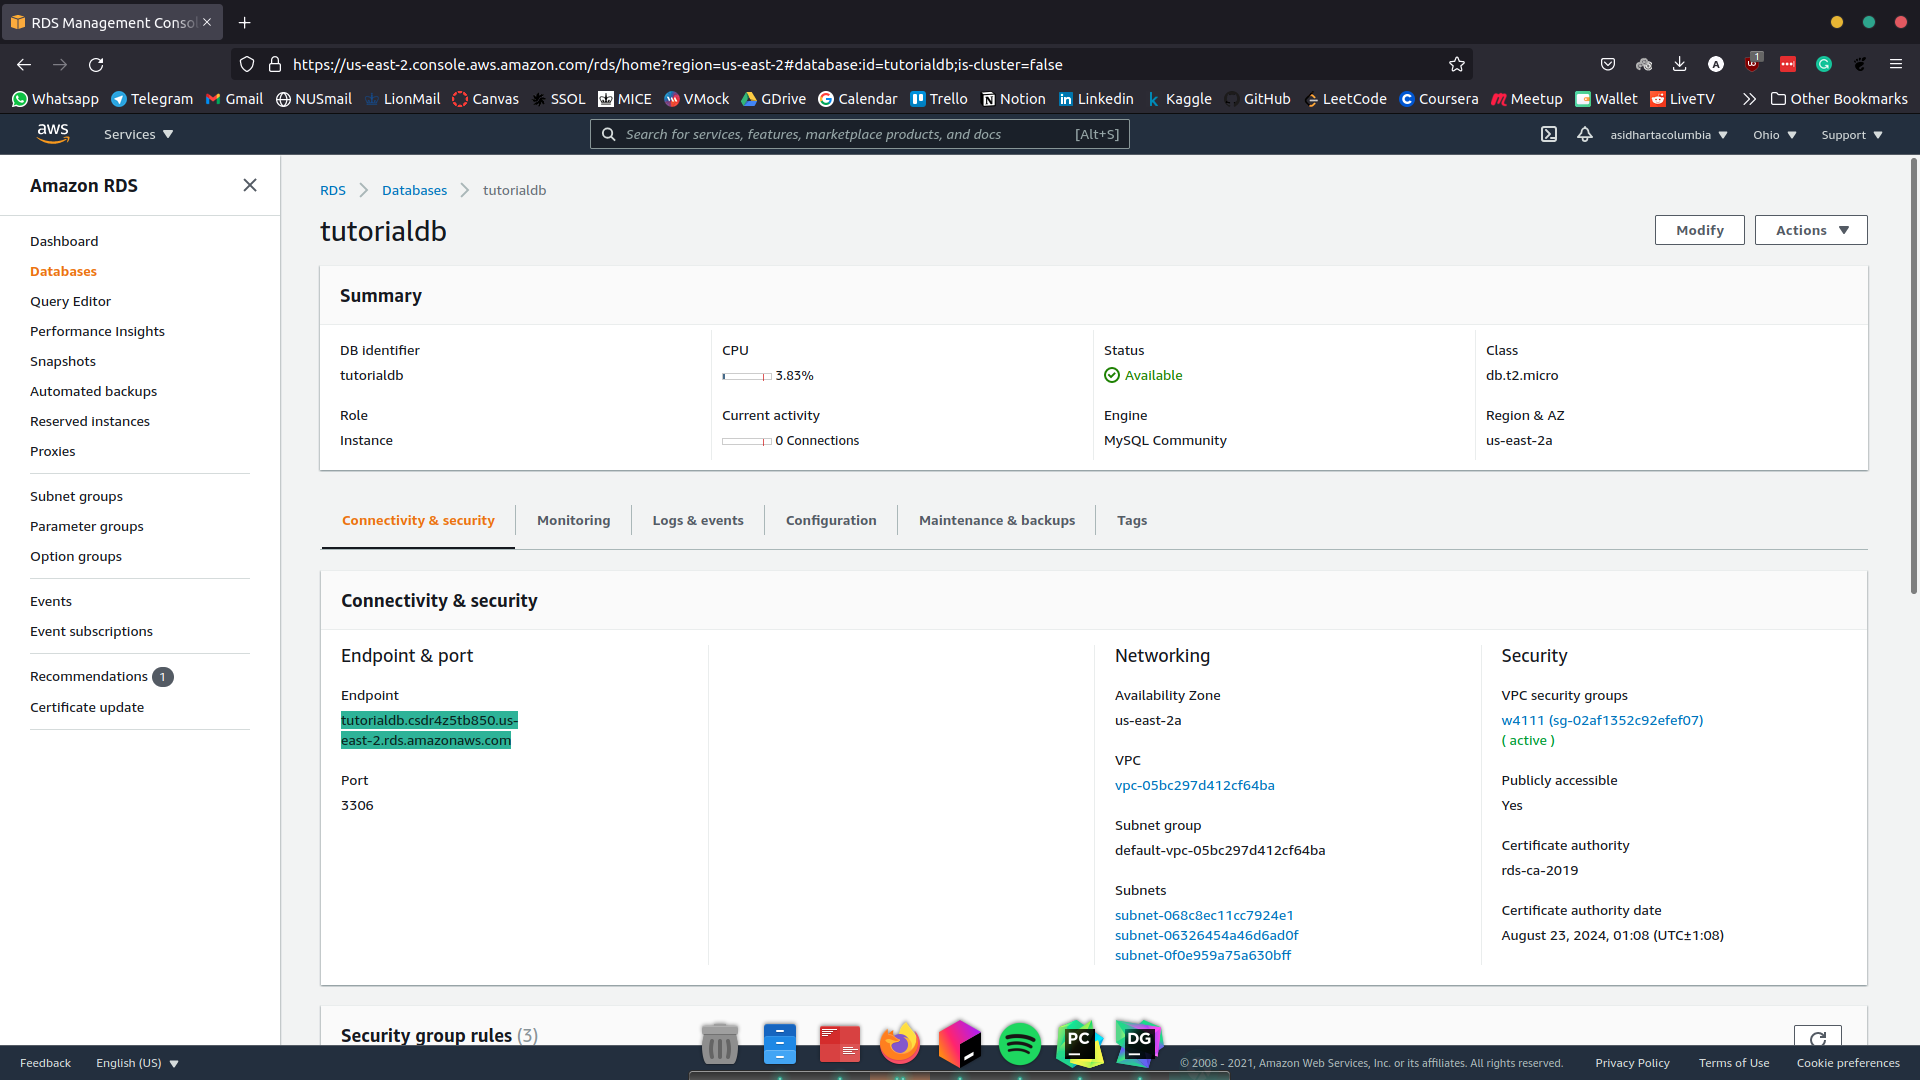 RDS Management Conso
https://us-east-2.console.aws.amazon.com/rds/home?region=us-east-2#database:id=tutorialdb;is-cluster=false
1
Whatsapp Telegram Gmail NUSmail LionMail Canvas SSOL MICE VMock GDrive Calendar Trello Notion Linkedin Kaggle GitHub LeetCode Coursera Meetup Wallet LiveTV Other Bookmarks
aws Services Search for services, features, marketplace products, and docs [Alt+S] asidhartacolumbia Ohio Support
Amazon RDS
Dashboard
Databases
Query Editor
Performance Insights
Snapshots
Automated backups
Reserved instances
Proxies
Subnet groups
Parameter groups
Option groups
Events
Event subscriptions
Recommendations 1
Certificate update
RDS Databases tutorialdb
tutorialdb
Modify Actions
Summary
DB identifier
tutorialdb
Role
Instance
CPU
3.83%
Current activity
0 Connections
Status
Available
Engine
MySQL Community
Class
db.t2.micro
Region & AZ
us-east-2a
Connectivity & security Monitoring Logs & events Configuration Maintenance & backups Tags
Connectivity & security
Endpoint & port
Endpoint
tutorialdb.csdr4z5tb850.us-
east-2.rds.amazonaws.com
Port
3306
Networking
Availability Zone
us-east-2a
VPC
vpc-05bc297d412cf64ba
Subnet group
default-vpc-05bc297d412cf64ba
Subnets
subnet-068c8ec11cc7924e1
subnet-06326454a46d6ad0f
subnet-0f0e959a75a630bff
Security
VPC security groups
w4111 (sg-02af1352c92efef07)
( active )
Publicly accessible
Yes
Certificate authority
rds-ca-2019
Certificate authority date
August 23, 2024, 01:08 (UTC±1:08)
Security group rules (3)
PC DG
Feedback English (US) © 2008 - 2021, Amazon Web Services, Inc. or its affiliates. All rights reserved. Privacy Policy Terms of Use Cookie preferences